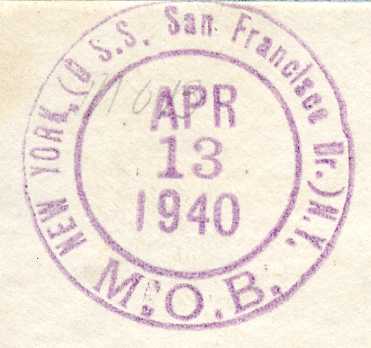 NEW YORK,(U S.S. San Francisco Br.)N.Y.
APR
13
1940
M.O.B.